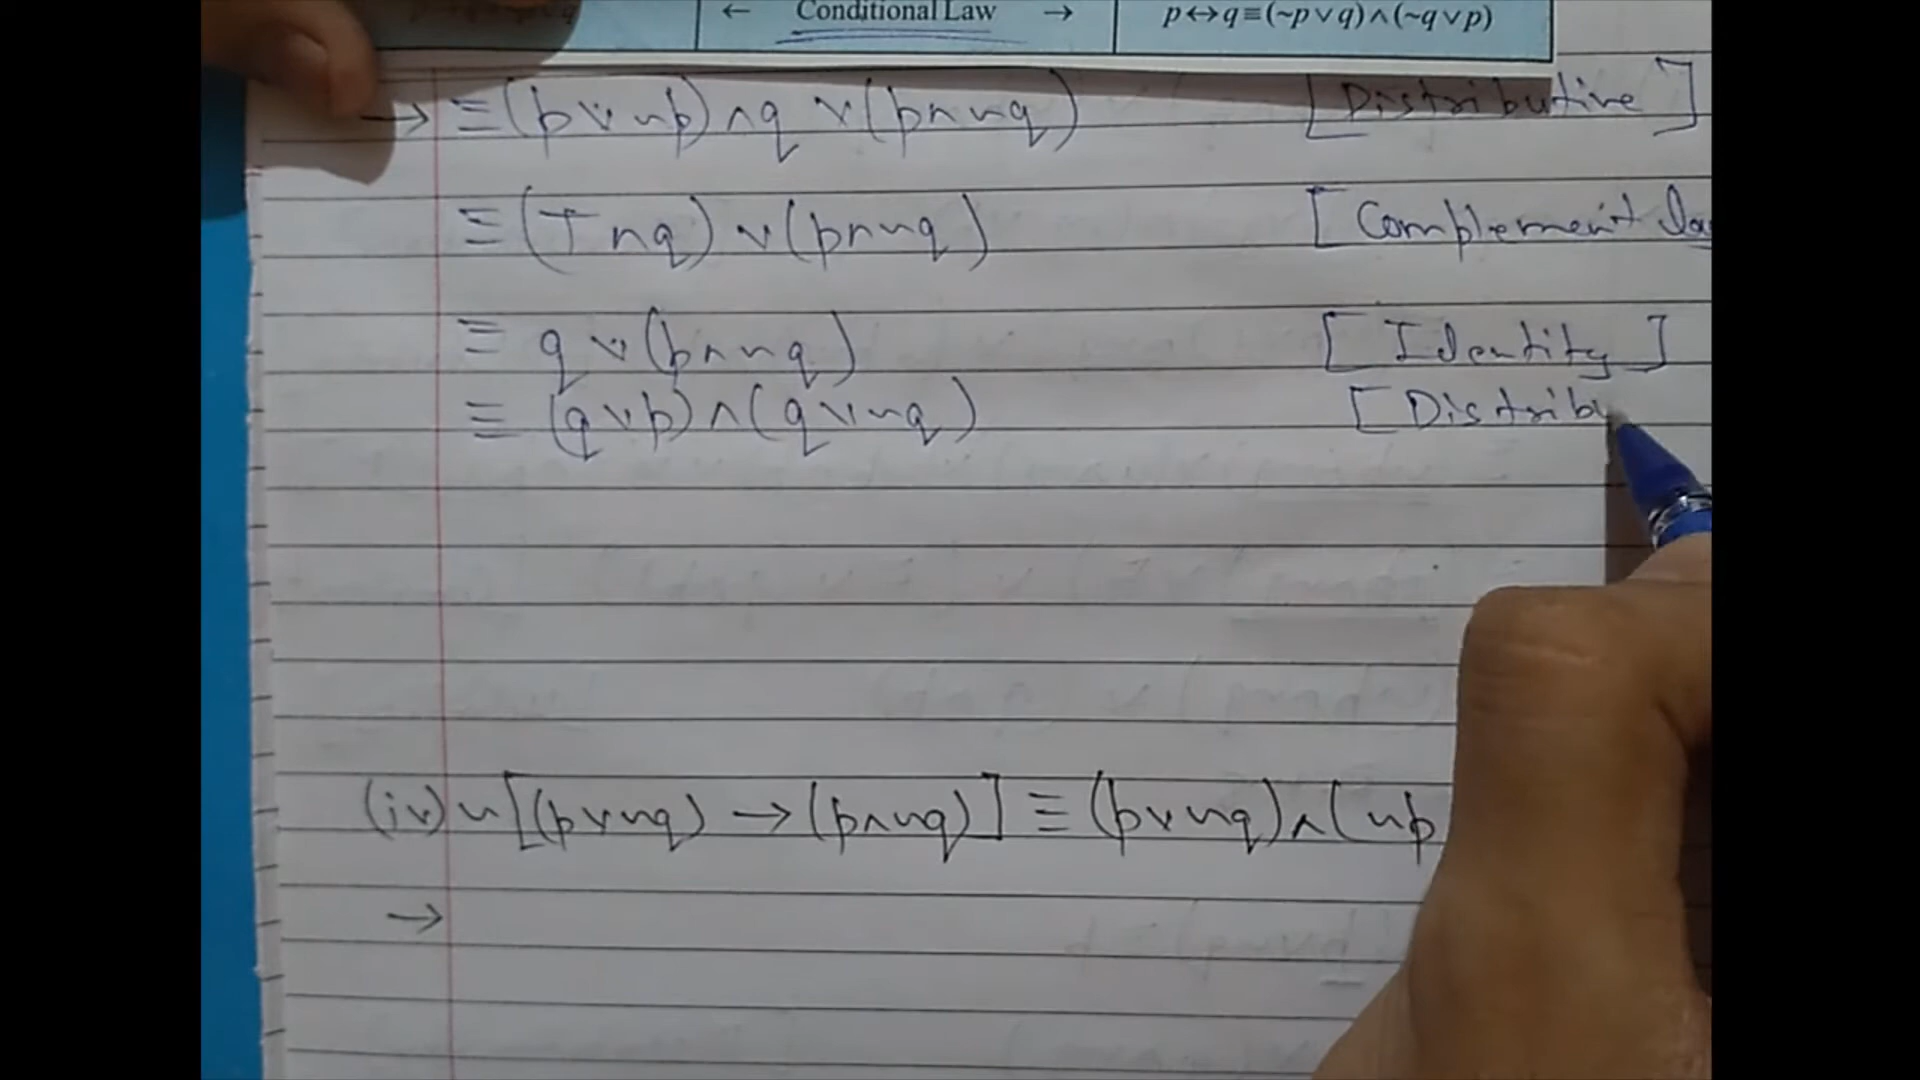 ← Conditional Law → p↔q≡(~p∨q)∧(~q∨p)
→ ≡(p∨~p)∧q ∨(p∧~q) [Distributive]
≡(T∧q)∨(p∧~q) [Complement
≡ q∨(p∧~q) [Identity]
≡ (q∨p)∧(q∨~q) [Distrib
(iv) ~[(p∨~q) → (p∧~q)] ≡ (p∨~q)∧(~p
→